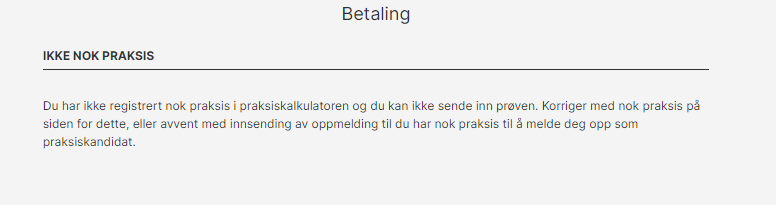 Betaling
IKKE NOK PRAKSIS
Du har ikke registrert nok praksis i praksiskalkulatoren og du kan ikke sende inn prøven. Korriger med nok praksis på
siden for dette, eller avvent med innsending av oppmelding til du har nok praksis til å melde deg opp som
praksiskandidat.